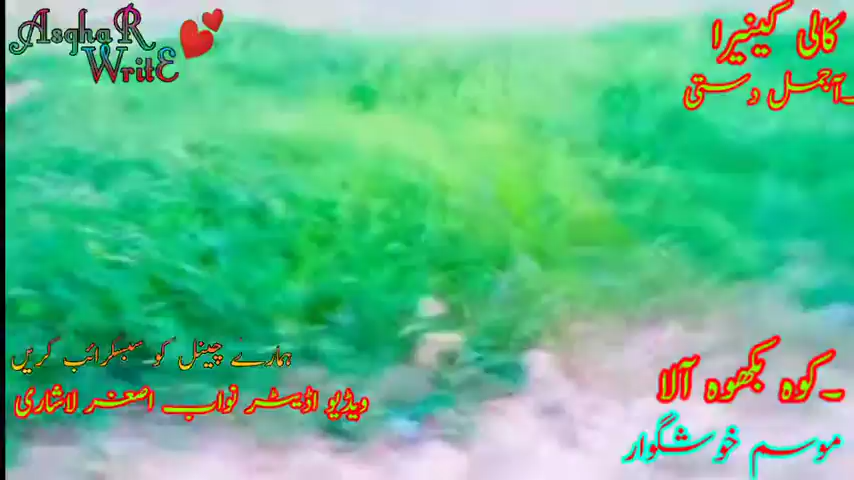 AsghaR
WritE
کالی کینیرا
آجمل دستی
ہمارے چینل کو سبسکرائب کریں
ویڈیو اڈیٹر نواب اصغر لاشاری
کوہ بکھوہ آلا
موسم خوشگوار